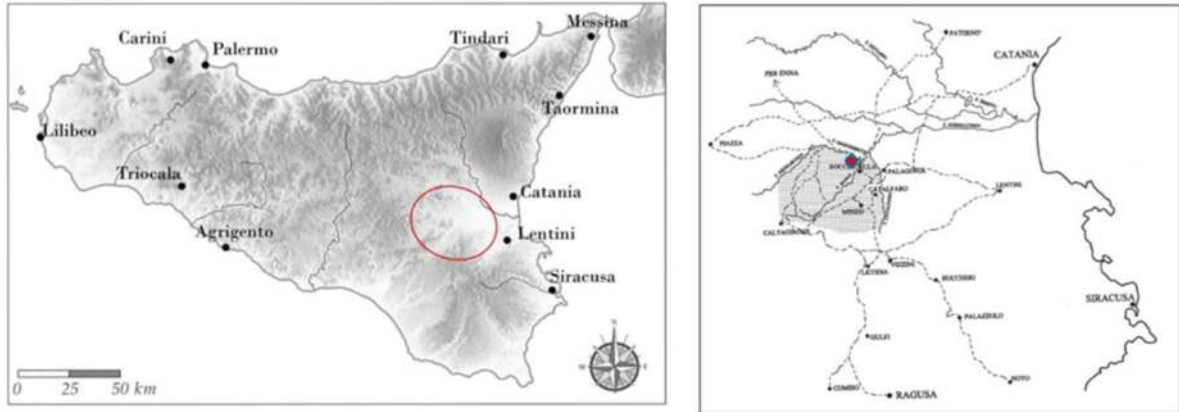 Messina
Carini
Tindari
Palermo
Taormina
Lilibeo
Triocala
Catania
Agrigento
Lentini
Siracusa
N
0 25 50 km
PATERNO'
CATANIA
PER ENNA
PIAZZA
PALAGONIA
LENTINI
CATALFARO
MINEO
CALTAGIRONE
LICODIA
VIZZINI
BUCCHERI
SIRACUSA
PALAZZOLO
GIULFI
COMISO
NOTO
RAGUSA